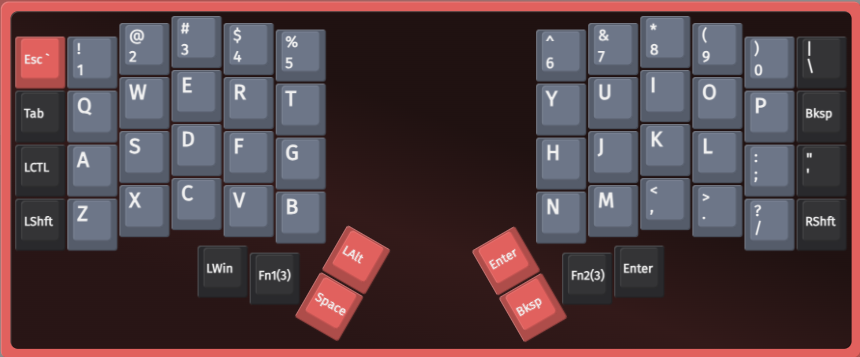 Esc `
! 1
@ 2
# 3
$ 4
% 5
^ 6
& 7
* 8
( 9
) 0
| \
Tab
Q
W
E
R
T
Y
U
I
O
P
Bksp
LCTL
A
S
D
F
G
H
J
K
L
: ;
" '
LShft
Z
X
C
V
B
N
M
< ,
> .
? /
RShft
LWin
Fn1(3)
LAlt
Space
Enter
Bksp
Fn2(3)
Enter